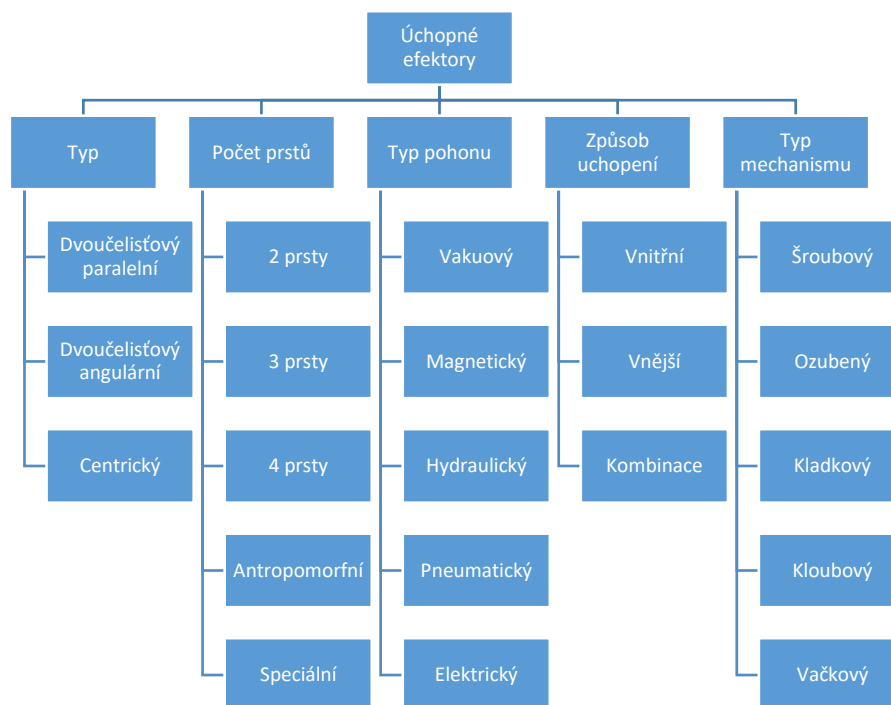 Úchopné
efektory
Typ
Počet prstů
Typ pohonu
Způsob
uchopení
Typ
mechanismu
Dvoučelisťový
paralelní
2 prsty
Vakuový
Vnitřní
Šroubový
Dvoučelisťový
angulární
3 prsty
Magnetický
Vnější
Ozubený
Centrický
4 prsty
Hydraulický
Kombinace
Kladkový
Antropomorfní
Pneumatický
Kloubový
Speciální
Elektrický
Vačkový